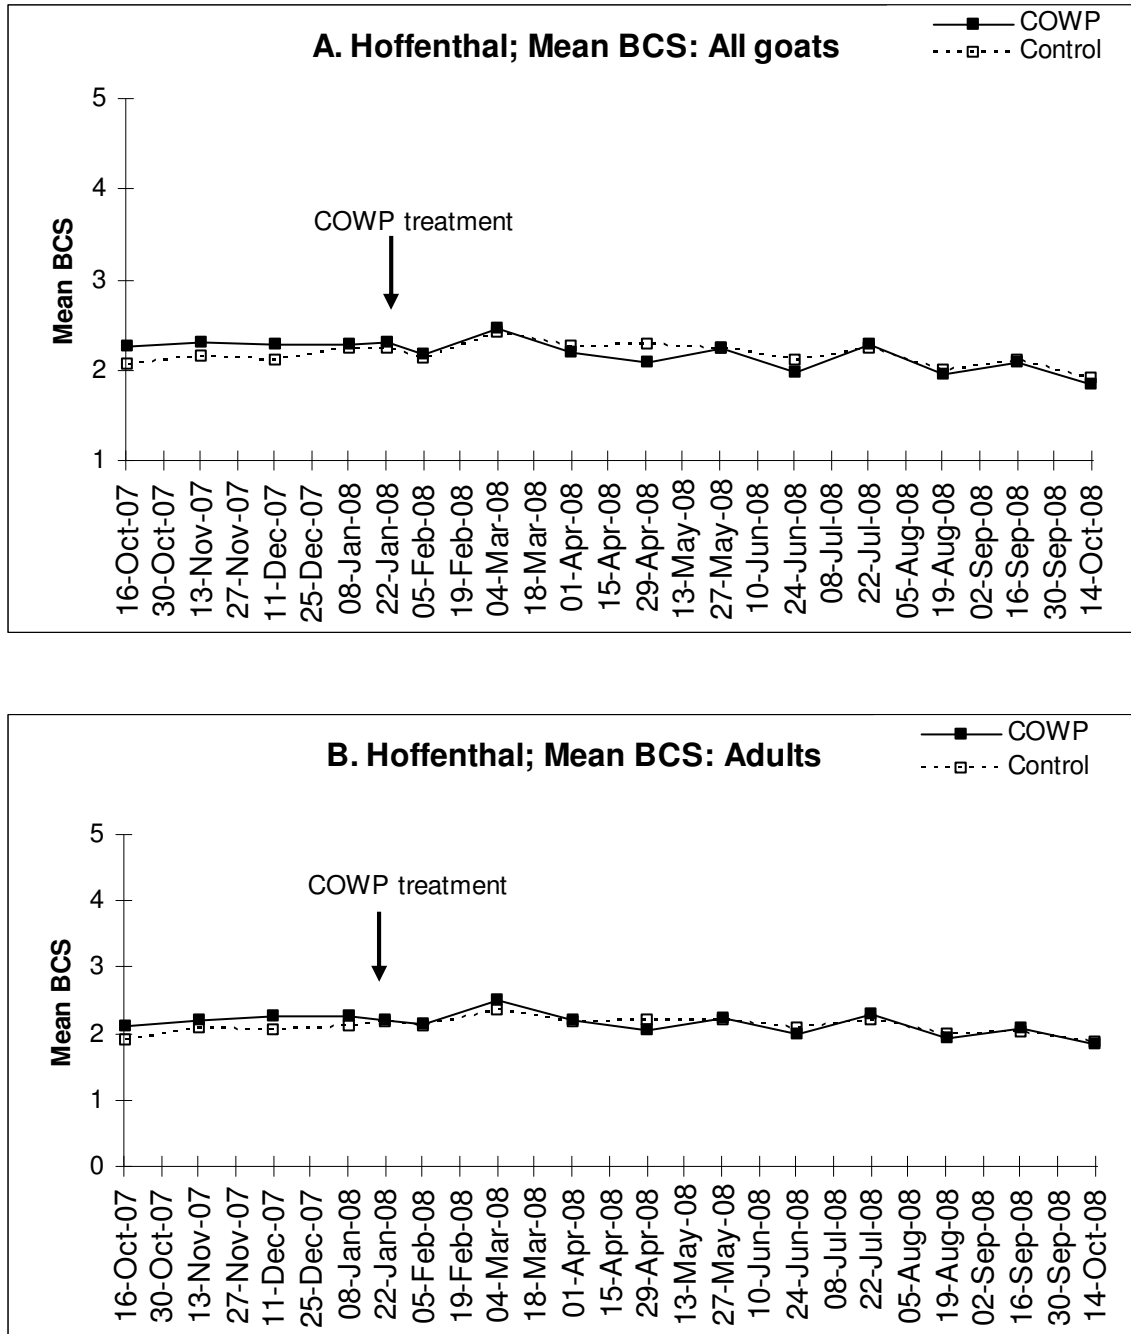 A. Hoffenthal; Mean BCS: All goats
COWP
Control
Mean BCS
5
4
3
2
1
COWP treatment
16-Oct-07
30-Oct-07
13-Nov-07
27-Nov-07
11-Dec-07
25-Dec-07
08-Jan-08
22-Jan-08
05-Feb-08
19-Feb-08
04-Mar-08
18-Mar-08
01-Apr-08
15-Apr-08
29-Apr-08
13-May-08
27-May-08
10-Jun-08
24-Jun-08
08-Jul-08
22-Jul-08
05-Aug-08
19-Aug-08
02-Sep-08
16-Sep-08
30-Sep-08
14-Oct-08
B. Hoffenthal; Mean BCS: Adults
COWP
Control
Mean BCS
5
4
3
2
1
0
COWP treatment
16-Oct-07
30-Oct-07
13-Nov-07
27-Nov-07
11-Dec-07
25-Dec-07
08-Jan-08
22-Jan-08
05-Feb-08
19-Feb-08
04-Mar-08
18-Mar-08
01-Apr-08
15-Apr-08
29-Apr-08
13-May-08
27-May-08
10-Jun-08
24-Jun-08
08-Jul-08
22-Jul-08
05-Aug-08
19-Aug-08
02-Sep-08
16-Sep-08
30-Sep-08
14-Oct-08